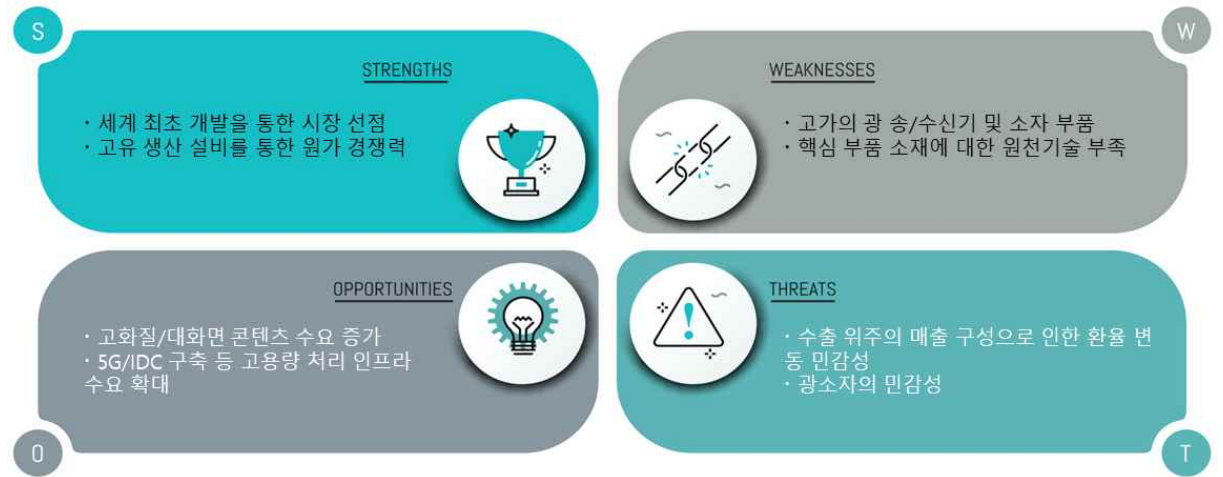 S
STRENGTHS
· 세계 최초 개발을 통한 시장 선점
· 고유 생산 설비를 통한 원가 경쟁력
W
WEAKNESSES
· 고가의 광 송/수신기 및 소자 부품
· 핵심 부품 소재에 대한 원천기술 부족
OPPORTUNITIES
· 고화질/대화면 콘텐츠 수요 증가
· 5G/IDC 구축 등 고용량 처리 인프라
수요 확대
O
THREATS
· 수출 위주의 매출 구성으로 인한 환율 변
동 민감성
· 광소자의 민감성
T